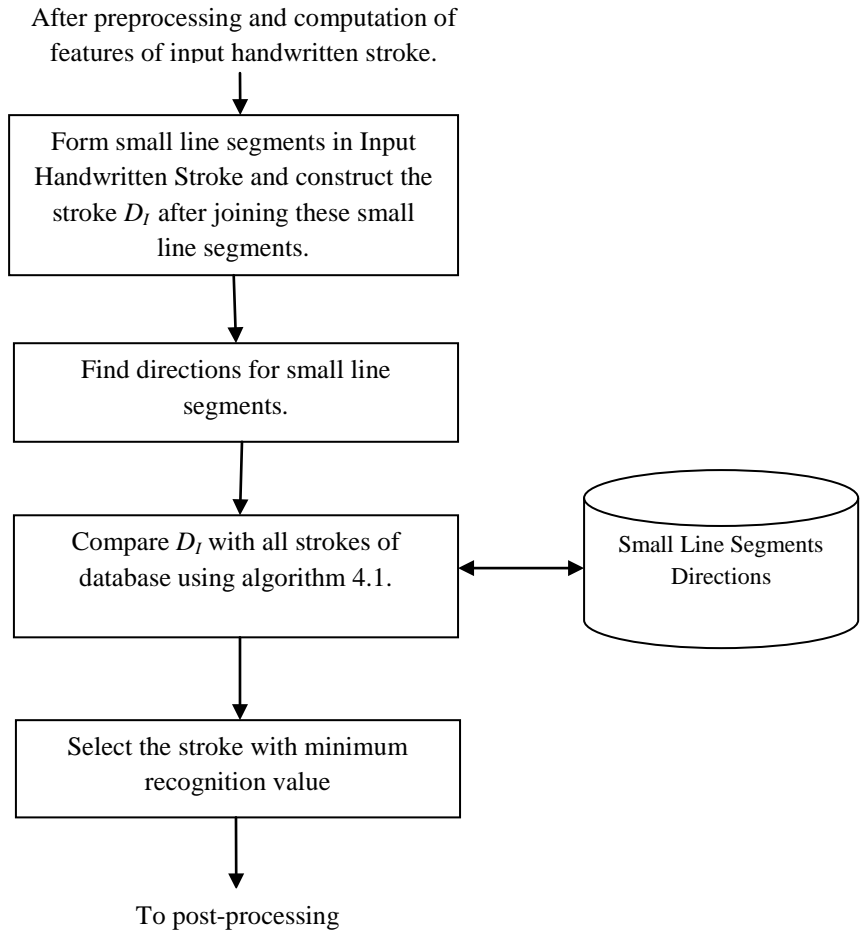 After preprocessing and computation of
features of input handwritten stroke.
Form small line segments in Input
Handwritten Stroke and construct the
stroke D_I after joining these small
line segments.
Find directions for small line
segments.
Compare D_I with all strokes of
database using algorithm 4.1.
Small Line Segments
Directions
Select the stroke with minimum
recognition value
To post-processing